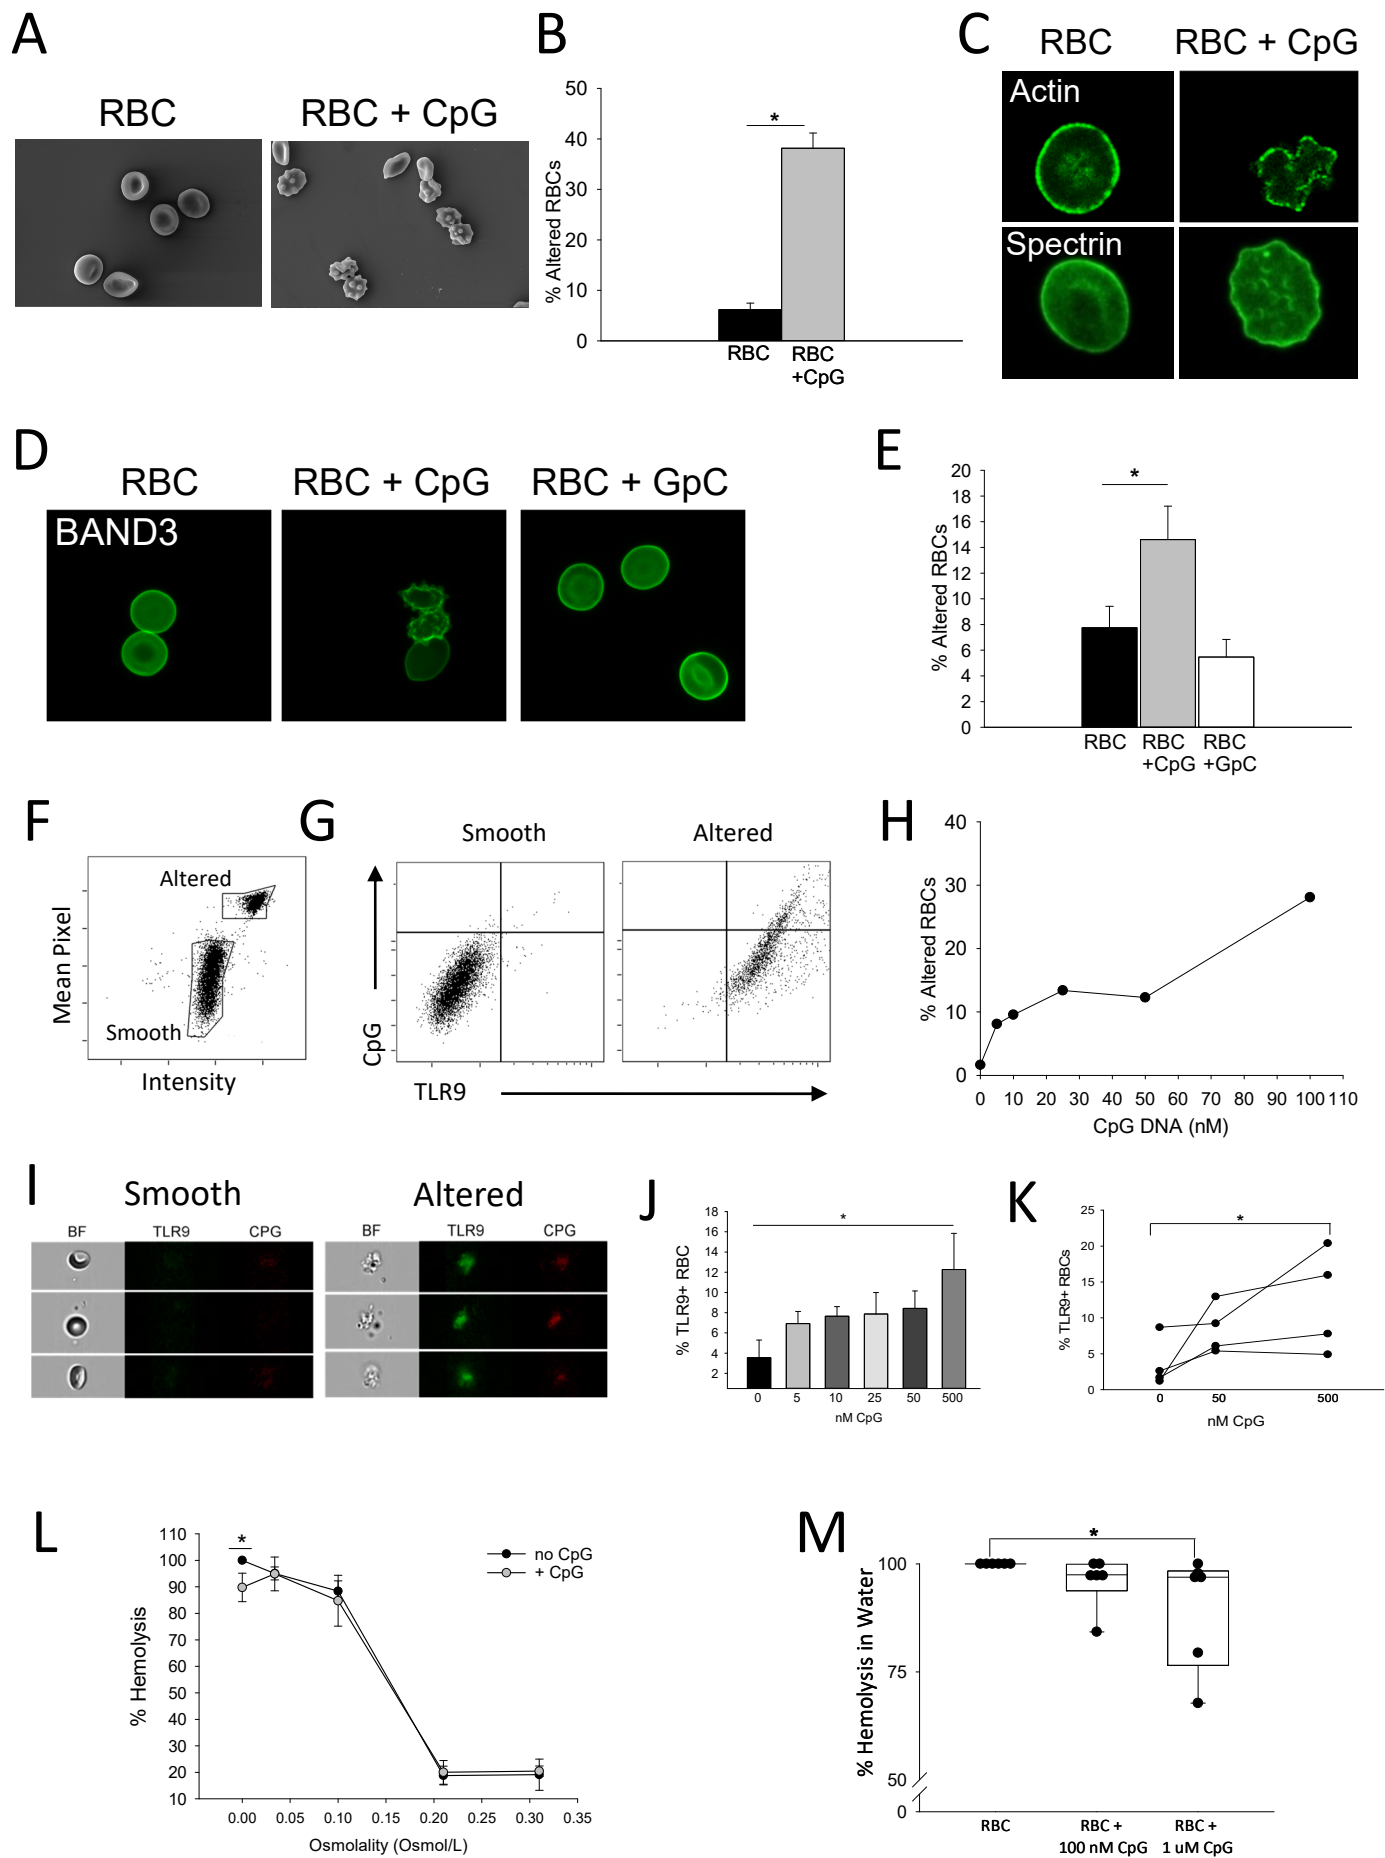 A
RBC
RBC + CpG
B
% Altered RBCs
50
40
30
20
10
0
*
RBC
RBC
+CpG
C
RBC
RBC + CpG
Actin
Spectrin
D
RBC
RBC + CpG
RBC + GpC
BAND3
E
% Altered RBCs
20
18
16
14
12
10
8
6
4
2
0
*
RBC
RBC
+CpG
RBC
+GpC
F
Mean Pixel
Altered
Smooth
Intensity
G
Smooth
Altered
CpG
TLR9
H
% Altered RBCs
40
30
20
10
0
0 10 20 30 40 50 60 70 80 90 100 110
CpG DNA (nM)
I
Smooth
Altered
BF TLR9 CPG
BF TLR9 CPG
J
% TLR9+ RBC
18
16
14
12
10
8
6
4
2
*
0 5 10 25 50 500
nM CpG
K
% TLR9+ RBCs
25
20
15
10
5
0
*
0 50 500
nM CpG
L
% Hemolysis
110
100
90
80
70
60
50
40
30
20
10
*
no CpG
+ CpG
0.00 0.05 0.10 0.15 0.20 0.25 0.30 0.35
Osmolality (Osmol/L)
M
% Hemolysis in Water
100
75
50
0
*
RBC
RBC +
100 nM CpG
RBC +
1 uM CpG